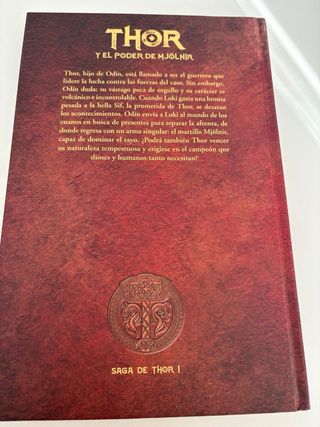 THOR
Y EL PODER DE MJÖLNIR
Thor, hijo de Odín, está llamado a ser el guerrero que
lidere la lucha contra las fuerzas del caos. Sin embargo,
Odín duda: su vástago peca de orgullo y su carácter es
volcánico e incontrolable. Cuando Loki gasta una broma
pesada a la bella Sif, la prometida de Thor, se desatan
los acontecimientos. Odín envía a Loki al mundo de los
enanos en busca de presentes para reparar la afrenta, de
donde regresa con un arma singular: el martillo Mjölnir,
capaz de dominar el rayo. ¿Podrá también Thor vencer
su naturaleza tempestuosa y erigirse en el campeón que
dioses y humanos tanto necesitan?
SAGA DE THOR I